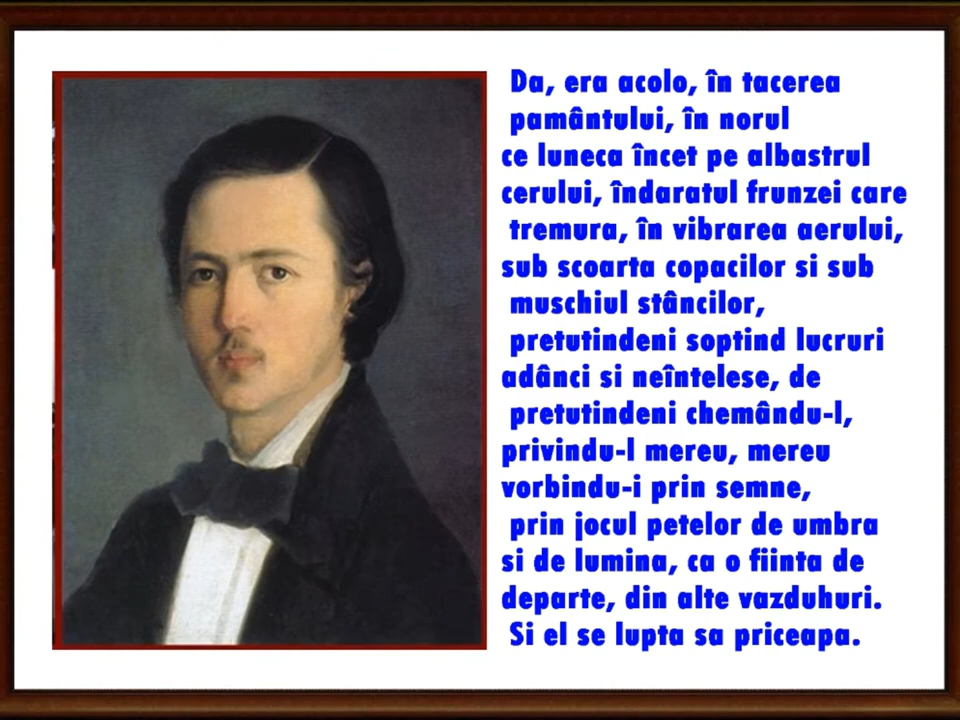 Da, era acolo, în tacerea
pamântului, în norul
ce luneca încet pe albastrul
cerului, îndaratul frunzei care
tremura, în vibrarea aerului,
sub scoarta copacilor si sub
muschiul stâncilor,
pretutindeni soptind lucruri
adânci si neîntelese, de
pretutindeni chemându-l,
privindu-l mereu, mereu
vorbindu-i prin semne,
prin jocul petelor de umbra
si de lumina, ca o fiinta de
departe, din alte vazduhuri.
Si el se lupta sa priceapa.